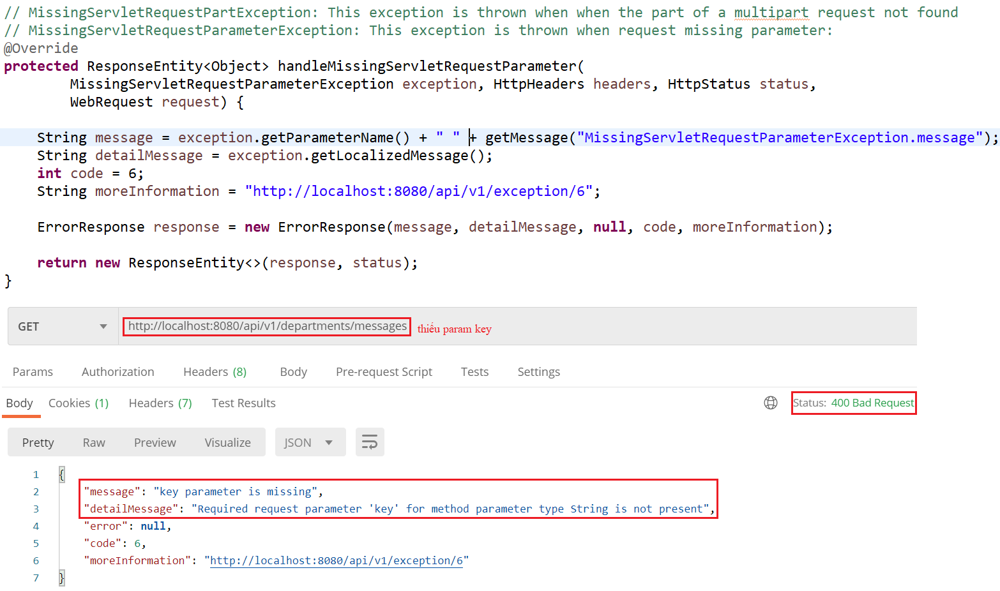 // MissingServletRequestPartException: This exception is thrown when when the part of a multipart request not found
// MissingServletRequestParameterException: This exception is thrown when request missing parameter:
@Override
protected ResponseEntity<Object> handleMissingServletRequestParameter(
MissingServletRequestParameterException exception, HttpHeaders headers, HttpStatus status,
WebRequest request) {
String message = exception.getParameterName() + " " + getMessage("MissingServletRequestParameterException.message");
String detailMessage = exception.getLocalizedMessage();
int code = 6;
String moreInformation = "http://localhost:8080/api/v1/exception/6";
ErrorResponse response = new ErrorResponse(message, detailMessage, null, code, moreInformation);
return new ResponseEntity<>(response, status);
}
GET http://localhost:8080/api/v1/departments/messages thiếu param key
Params Authorization Headers (8) Body Pre-request Script Tests Settings
Body Cookies (1) Headers (7) Test Results Status: 400 Bad Request
Pretty Raw Preview Visualize JSON
1 {
2 "message": "key parameter is missing",
3 "detailMessage": "Required request parameter 'key' for method parameter type String is not present",
4 "error": null,
5 "code": 6,
6 "moreInformation": "http://localhost:8080/api/v1/exception/6"
7 }